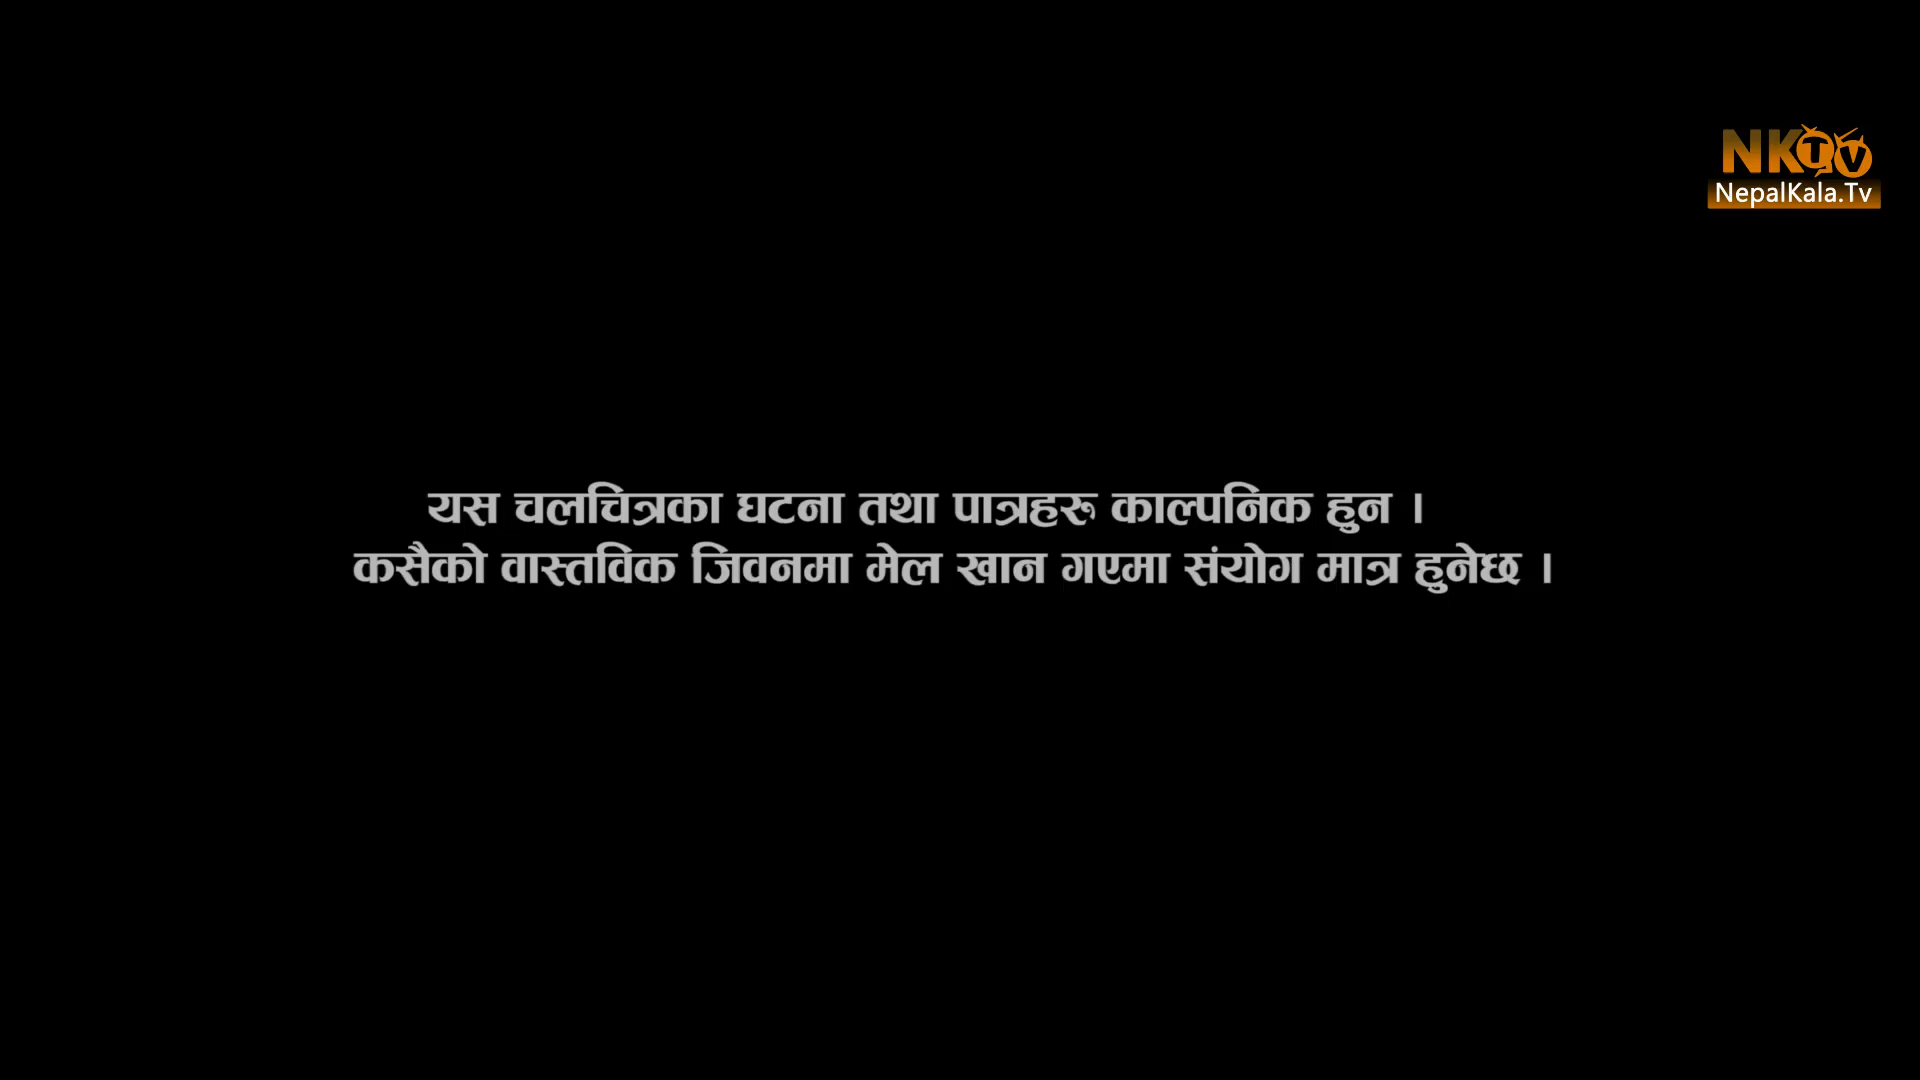 NKTV
NepalKala.Tv
यस चलचित्रका घटना तथा पात्रहरु काल्पनिक हुन ।
कसैको वास्तविक जिवनमा मेल खान गएमा संयोग मात्र हुनेछ ।